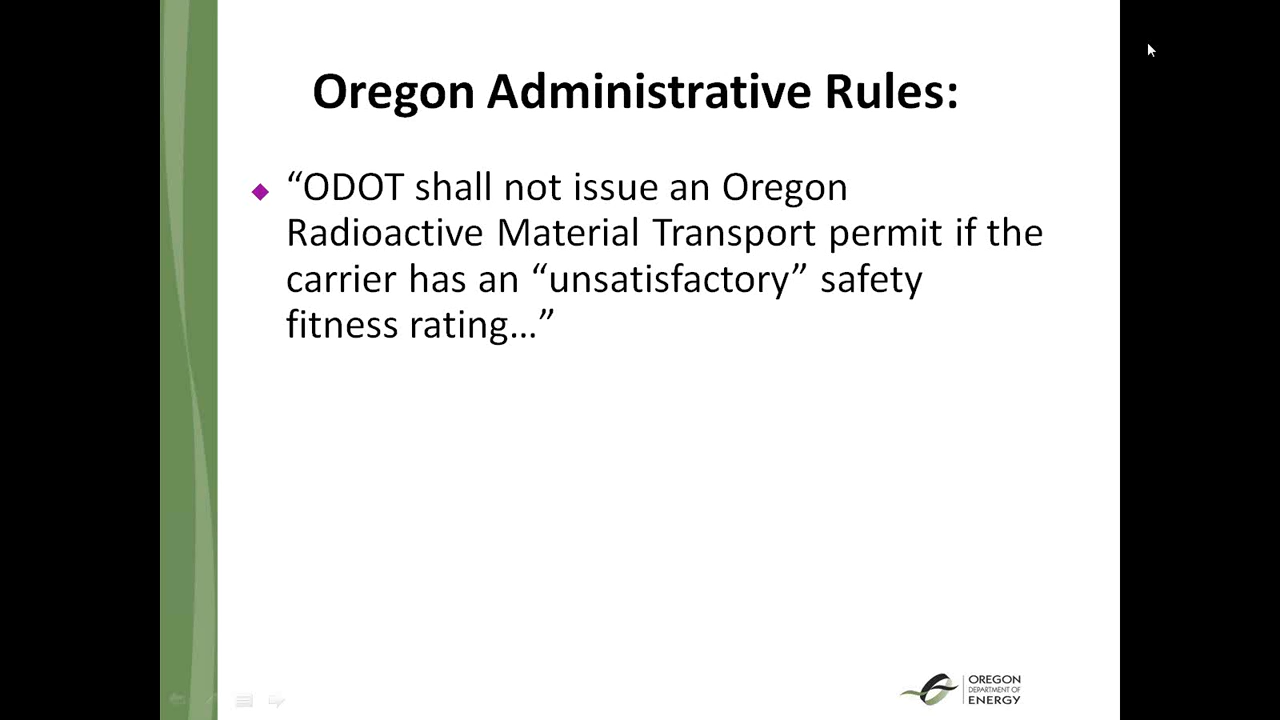 Oregon Administrative Rules:
“ODOT shall not issue an Oregon
Radioactive Material Transport permit if the
carrier has an “unsatisfactory” safety
fitness rating…”
OREGON
DEPARTMENT OF
ENERGY